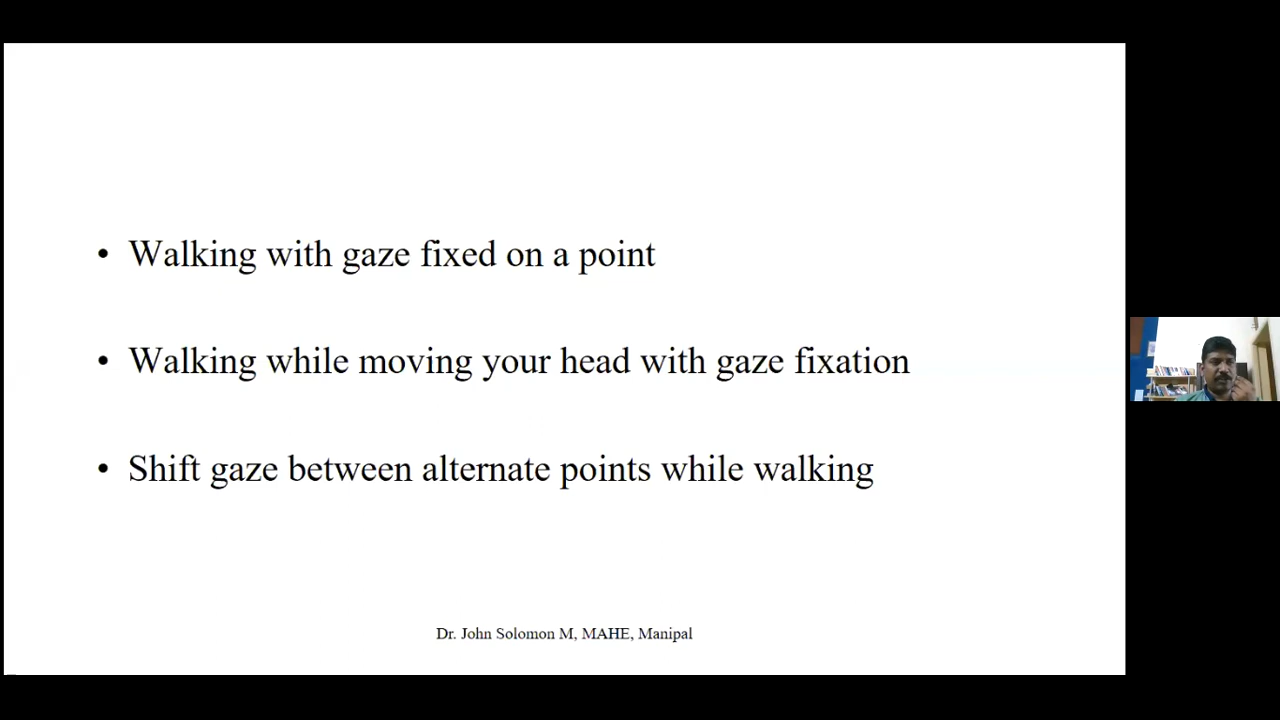 • Walking with gaze fixed on a point
• Walking while moving your head with gaze fixation
• Shift gaze between alternate points while walking
Dr. John Solomon M, MAHE, Manipal